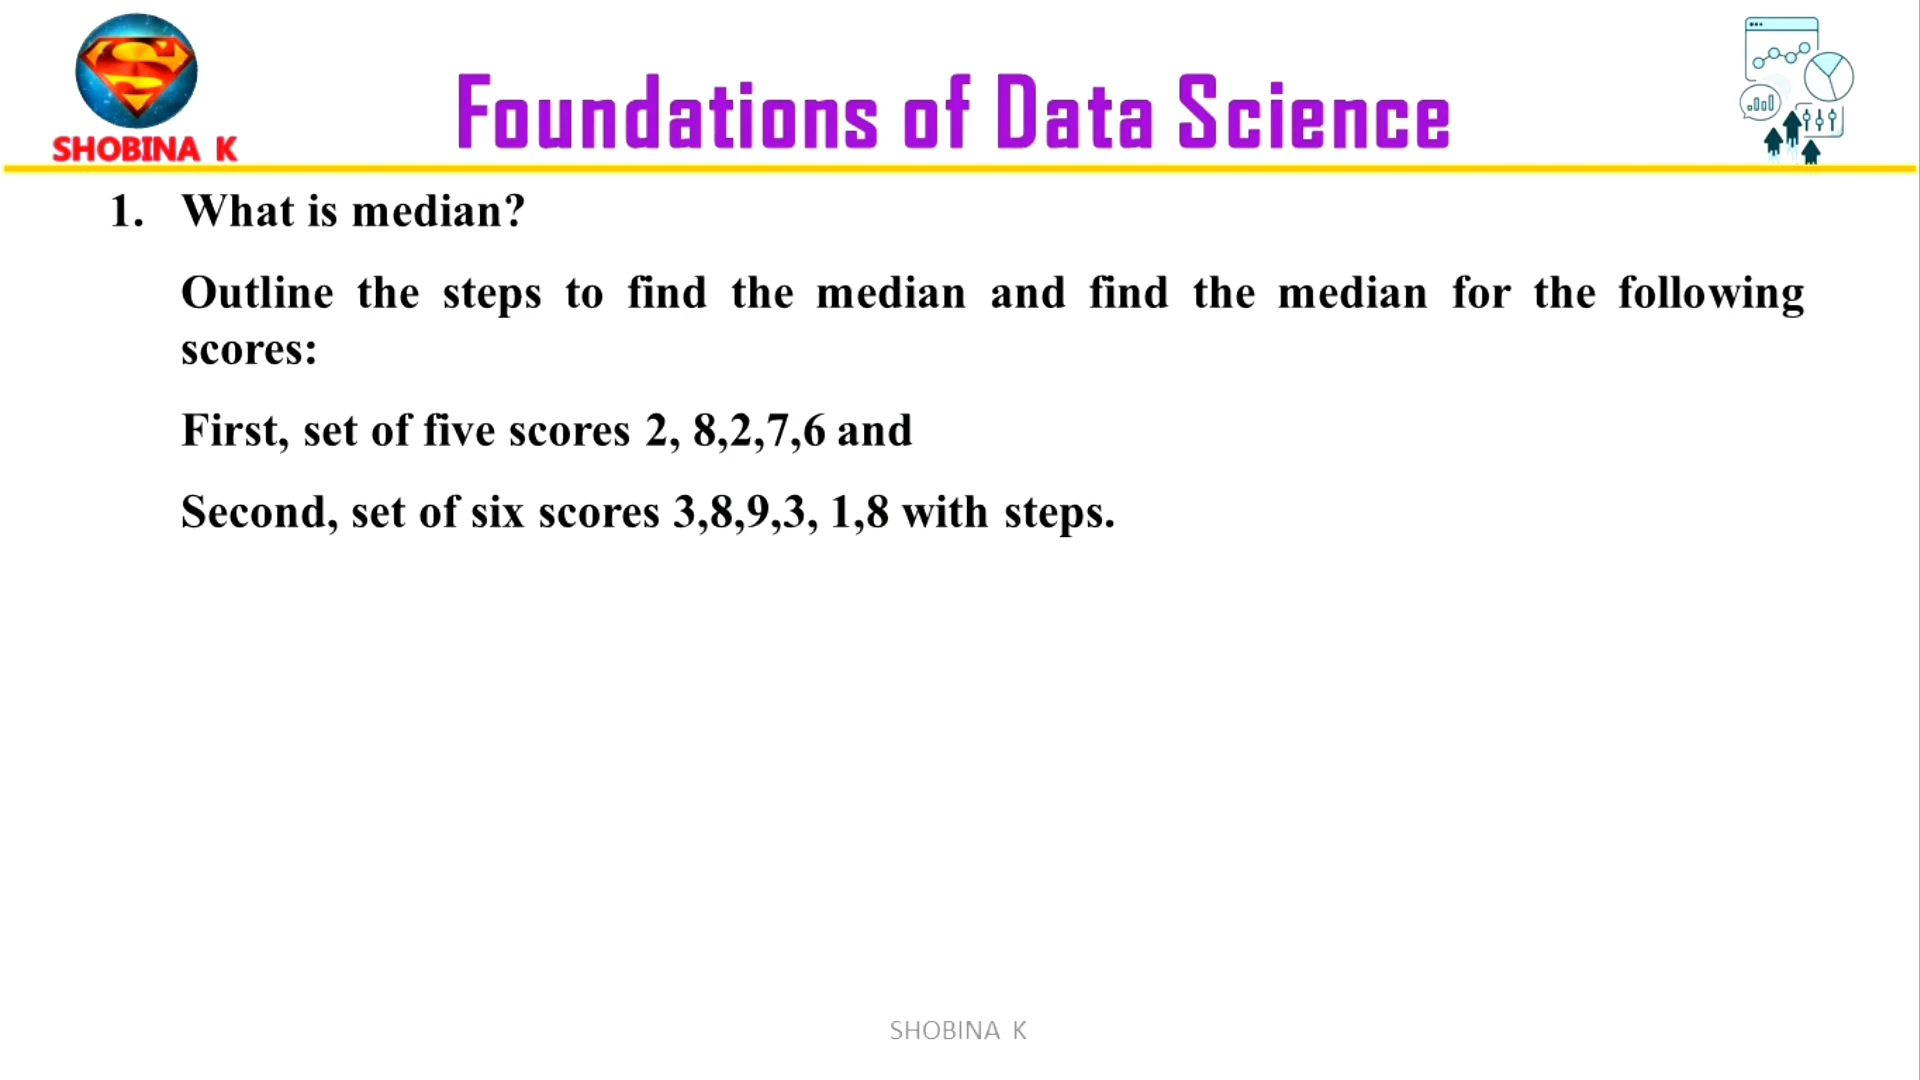 SHOBINA K
Foundations of Data Science
1. What is median?
Outline the steps to find the median and find the median for the following
scores:
First, set of five scores 2, 8,2,7,6 and
Second, set of six scores 3,8,9,3, 1,8 with steps.
SHOBINA K